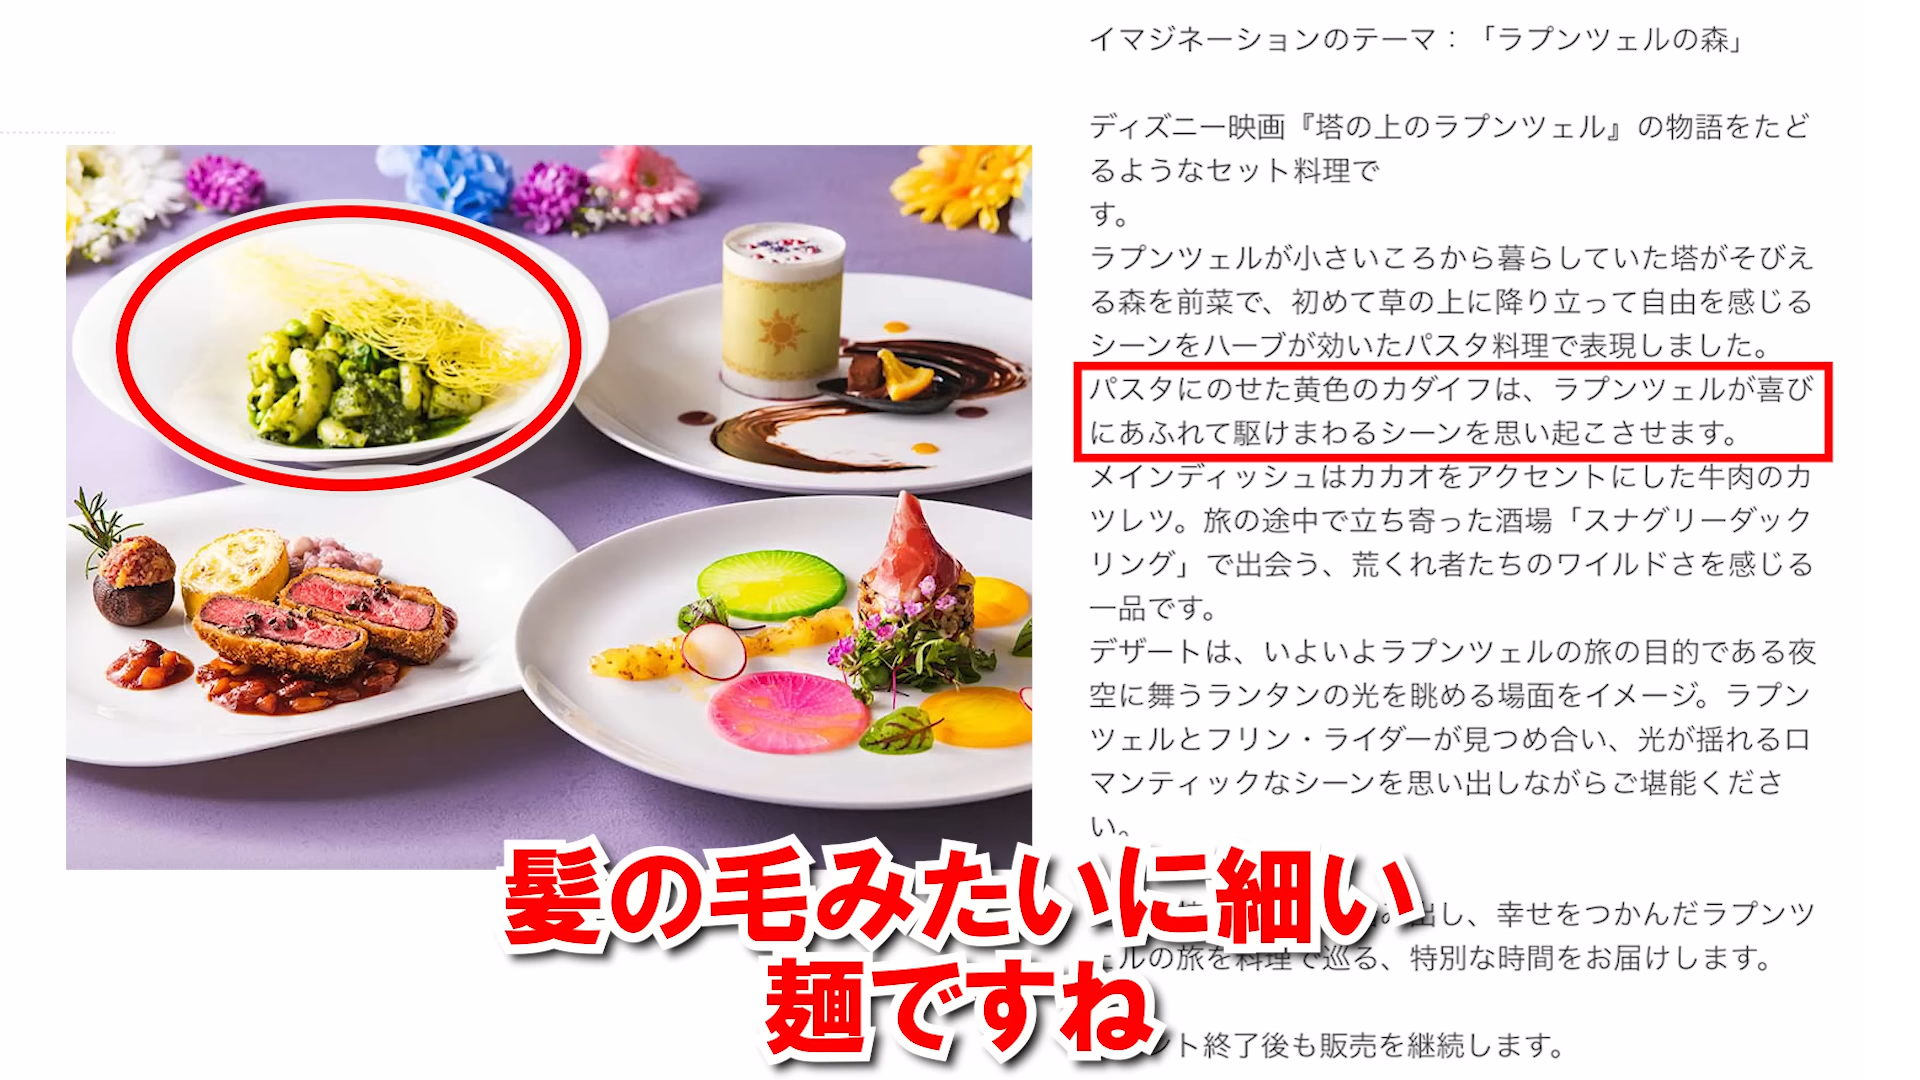 イマジネーションのテーマ：「ラプンツェルの森」
ディズニー映画『塔の上のラプンツェル』の物語をたど
るようなセット料理で
す。
ラプンツェルが小さいころから暮らしていた塔がそびえ
る森を前菜で、初めて草の上に降り立って自由を感じる
シーンをハーブが効いたパスタ料理で表現しました。
パスタにのせた黄色のカダイフは、ラプンツェルが喜び
にあふれて駆けまわるシーンを思い起こさせます。
メインディッシュはカカオをアクセントにした牛肉のカ
ツレツ。旅の途中で立ち寄った酒場「スナグリーダック
リング」で出会う、荒くれ者たちのワイルドさを感じる
一品です。
デザートは、いよいよラプンツェルの旅の目的である夜
空に舞うランタンの光を眺める場面をイメージ。ラプン
ツェルとフリン・ライダーが見つめ合い、光が揺れるロ
マンティックなシーンを思い出しながらご堪能くださ
い。
出し、幸せをつかんだラプンツ
ェルの旅を料理で巡る、特別な時間をお届けします。
ント終了後も販売を継続します。
髪の毛みたいに細い
麺ですね